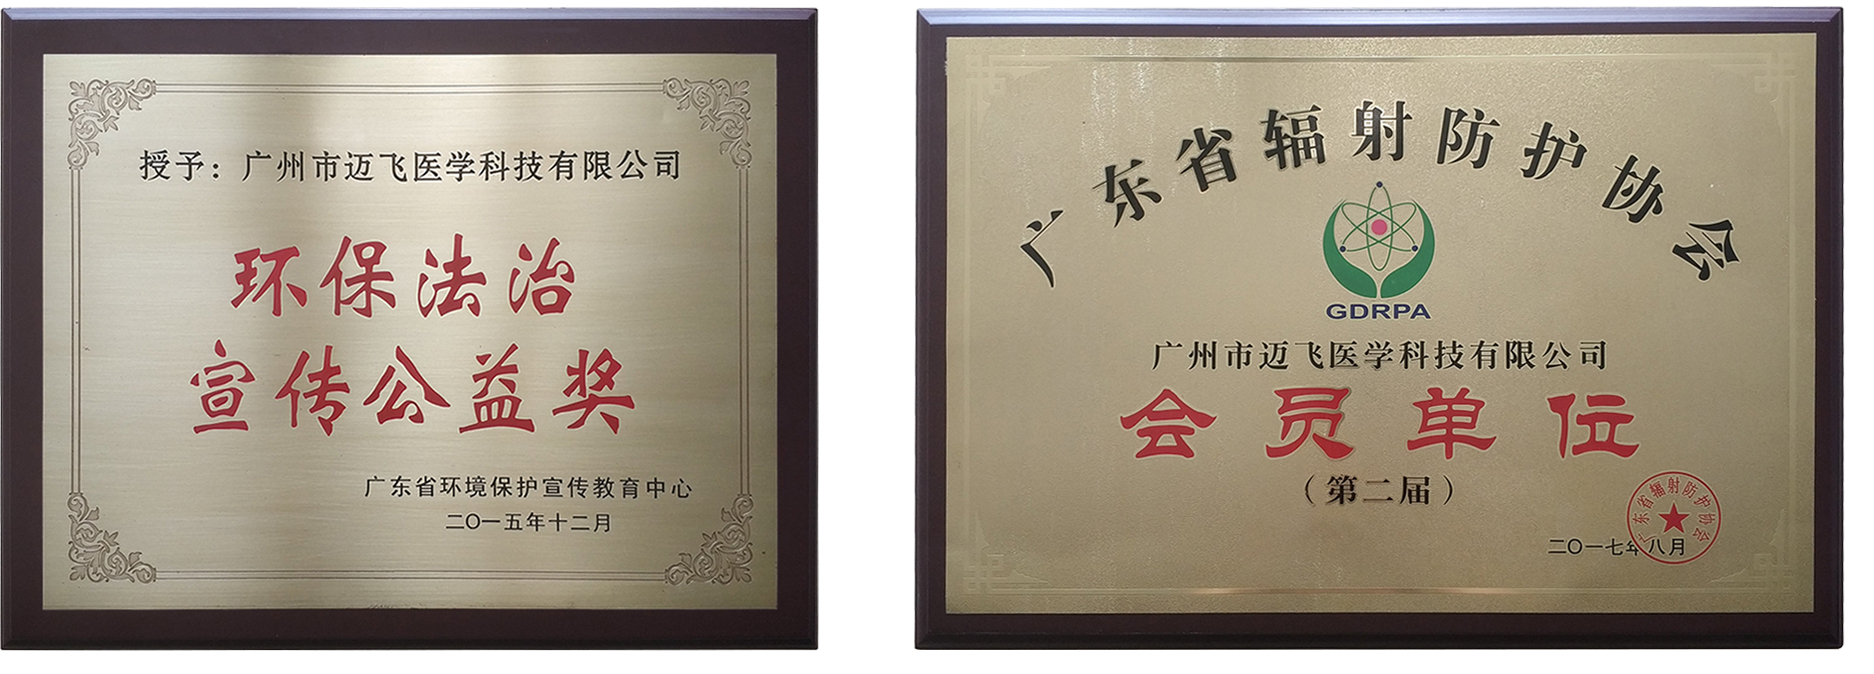 授予：广州市迈飞医学科技有限公司
环保法治
宣传公益奖
广东省环境保护宣传教育中心
二〇一五年十二月
广东省辐射防护协会
GDRPA
广州市迈飞医学科技有限公司
会员单位
（第二届）
广东省辐射防护协会
二〇一七年八月